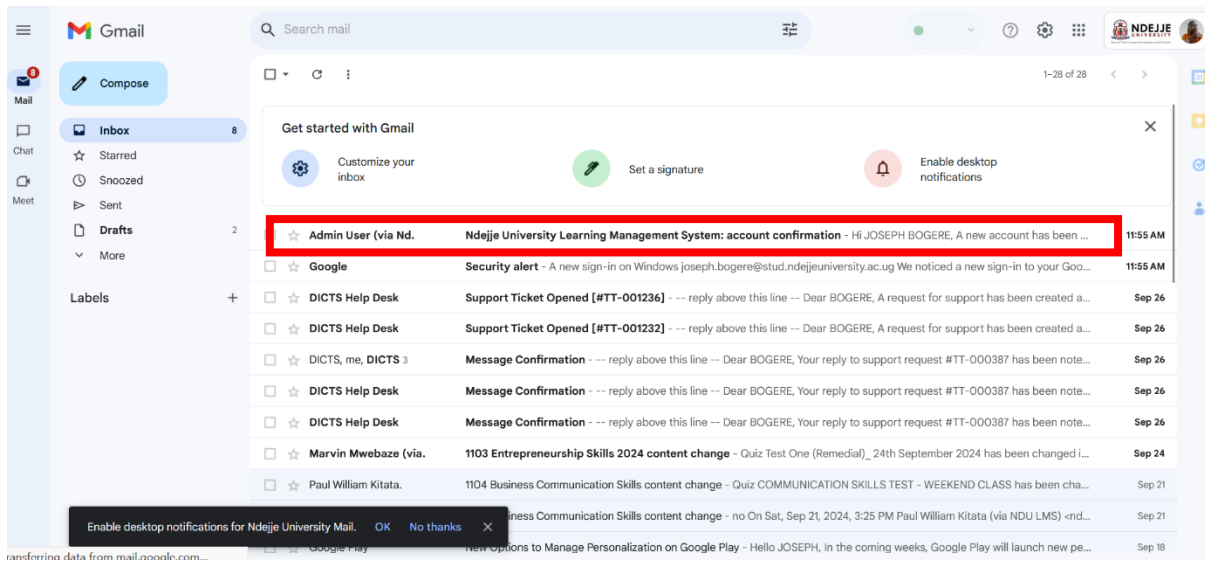 Gmail
Search mail
NDEJJE
UNIVERSITY
8
Mail
Compose
1–28 of 28
Inbox 8
Chat
Starred
Snoozed
Meet
Sent
Drafts 2
More
Labels +
Get started with Gmail
Customize your
inbox
Set a signature
Enable desktop
notifications
Admin User (via Nd. Ndejje University Learning Management System: account confirmation - Hi JOSEPH BOGERE, A new account has been ... 11:55 AM
Google Security alert - A new sign-in on Windows joseph.bogere@stud.ndejjeuniversity.ac.ug We noticed a new sign-in to your Goo... 11:55 AM
DICTS Help Desk Support Ticket Opened [#TT-001236] - -- reply above this line -- Dear BOGERE, A request for support has been created a... Sep 26
DICTS Help Desk Support Ticket Opened [#TT-001232] - -- reply above this line -- Dear BOGERE, A request for support has been created a... Sep 26
DICTS, me, DICTS 3 Message Confirmation - -- reply above this line -- Dear BOGERE, Your reply to support request #TT-000387 has been note... Sep 26
DICTS Help Desk Message Confirmation - -- reply above this line -- Dear BOGERE, Your reply to support request #TT-000387 has been note... Sep 26
DICTS Help Desk Message Confirmation - -- reply above this line -- Dear BOGERE, Your reply to support request #TT-000387 has been note... Sep 26
Marvin Mwebaze (via. 1103 Entrepreneurship Skills 2024 content change - Quiz Test One (Remedial)_ 24th September 2024 has been changed i... Sep 24
Paul William Kitata. 1104 Business Communication Skills content change - Quiz COMMUNICATION SKILLS TEST - WEEKEND CLASS has been cha... Sep 21
iness Communication Skills content change - no On Sat, Sep 21, 2024, 3:25 PM Paul William Kitata (via NDU LMS) <nd... Sep 21
Google Play New Options to Manage Personalization on Google Play - Hello JOSEPH, In the coming weeks, Google Play will launch new pe... Sep 18
Enable desktop notifications for Ndejje University Mail. OK No thanks
ransferring data from mail.google.com...